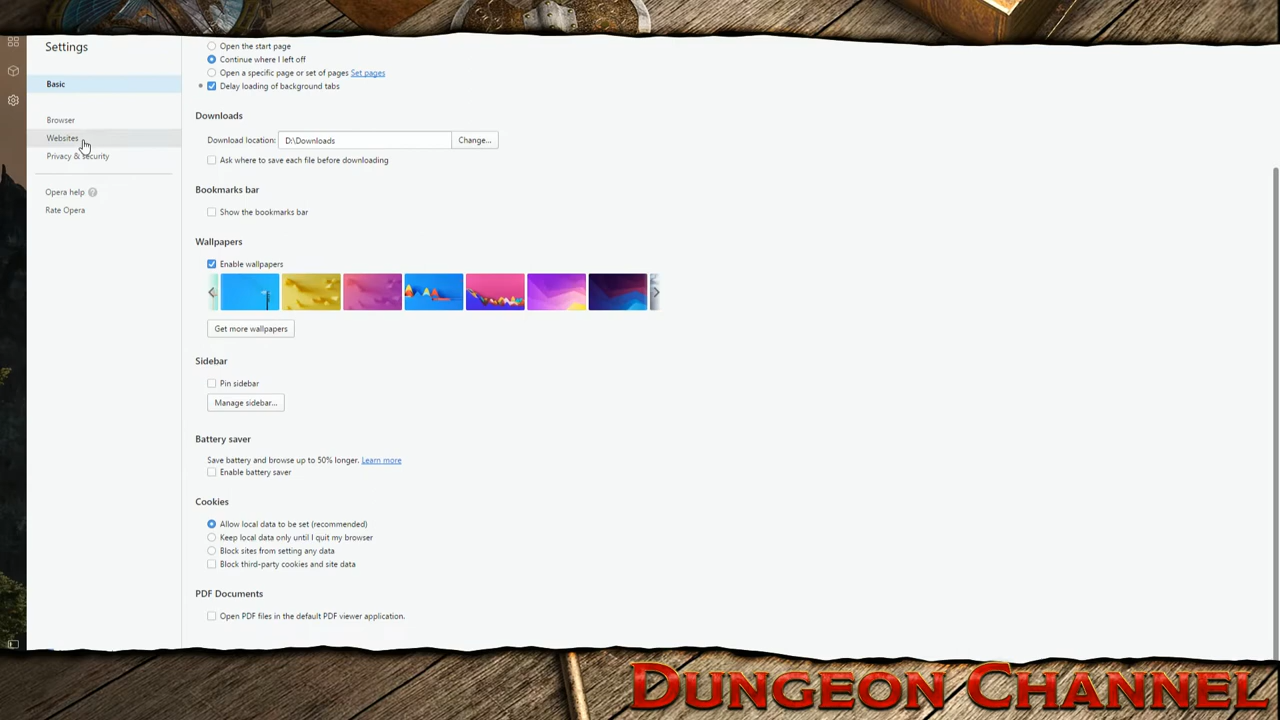 Settings
Basic
Browser
Websites
Privacy & security
Opera help ?
Rate Opera
Open the start page
Continue where I left off
Open a specific page or set of pages Set pages
Delay loading of background tabs
Downloads
Download location: D:\Downloads Change...
Ask where to save each file before downloading
Bookmarks bar
Show the bookmarks bar
Wallpapers
Enable wallpapers
Get more wallpapers
Sidebar
Pin sidebar
Manage sidebar...
Battery saver
Save battery and browse up to 50% longer. Learn more
Enable battery saver
Cookies
Allow local data to be set (recommended)
Keep local data only until I quit my browser
Block sites from setting any data
Block third-party cookies and site data
PDF Documents
Open PDF files in the default PDF viewer application.
DUNGEON CHANNEL